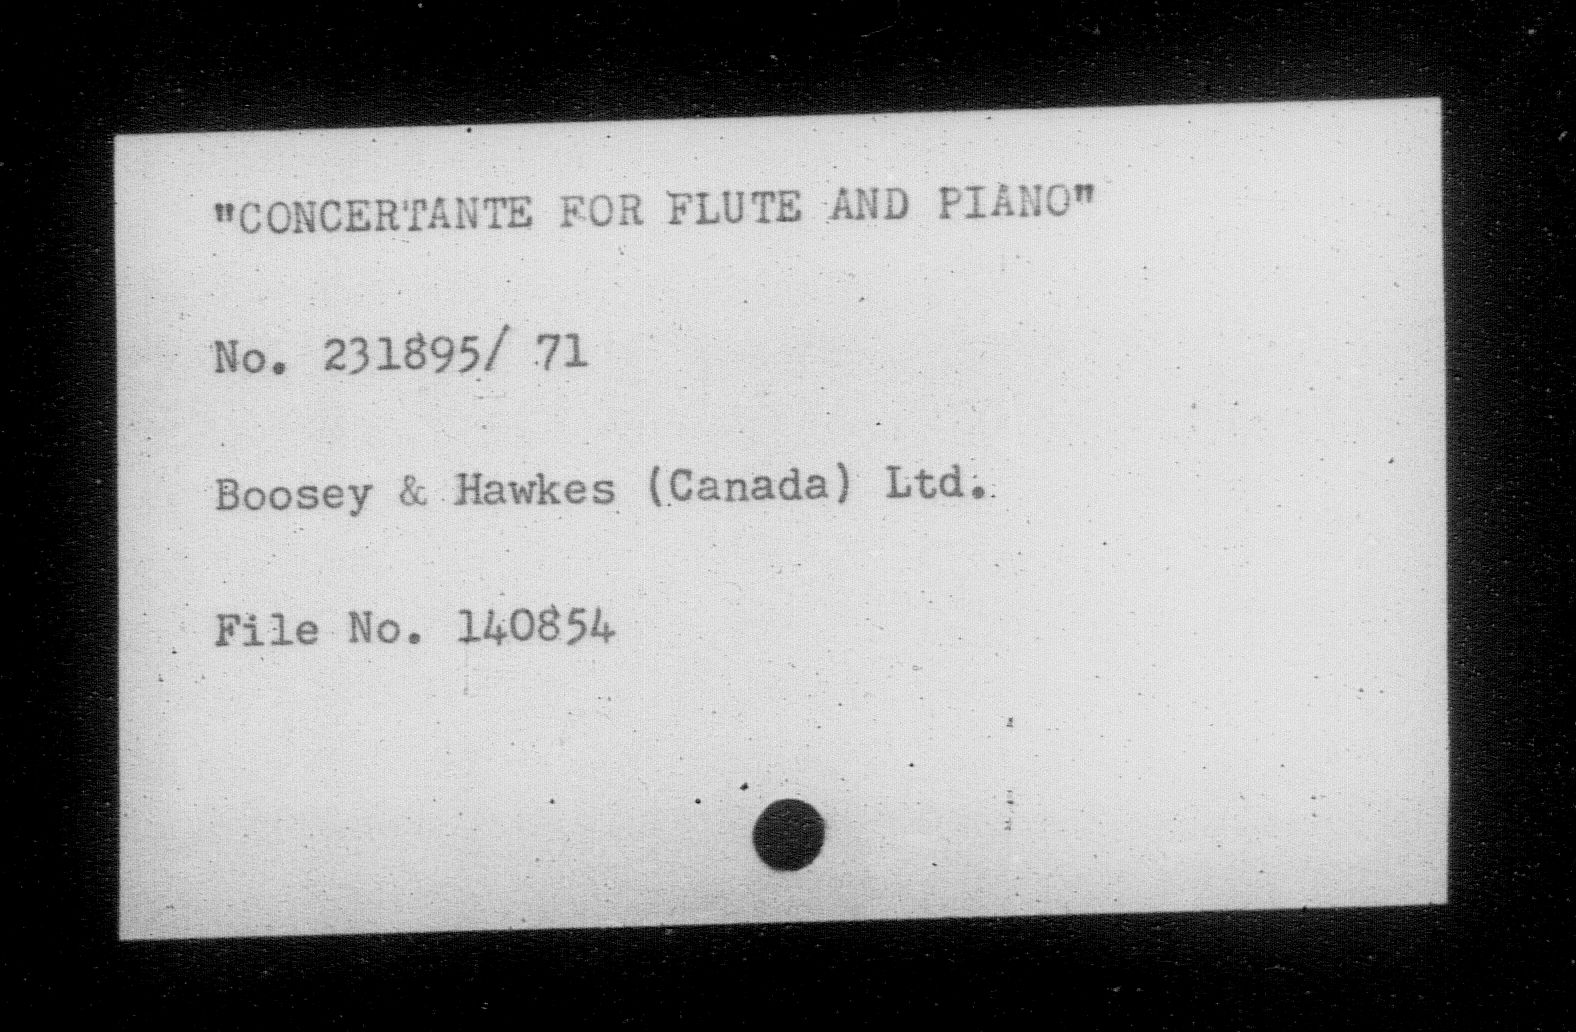 "CONCERTANTE FOR FLUTE AND PIANO"
No. 231895/ 71
Boosey & Hawkes (Canada) Ltd.
File No. 140854